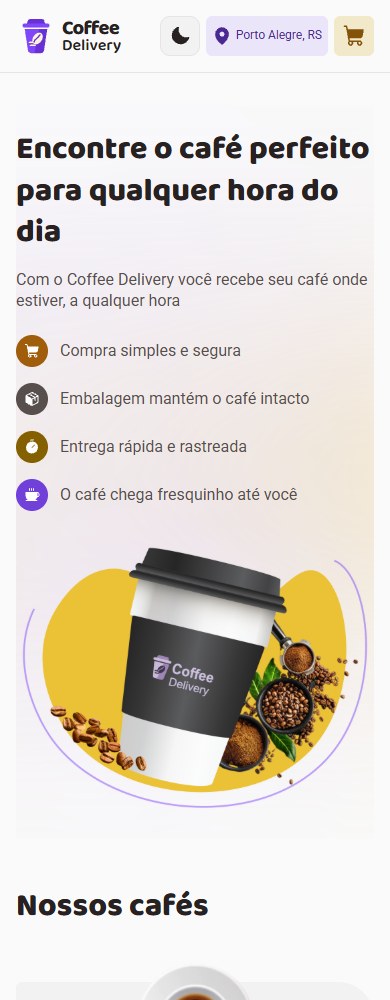 Coffee
Delivery
Porto Alegre, RS
Encontre o café perfeito
para qualquer hora do
dia
Com o Coffee Delivery você recebe seu café onde
estiver, a qualquer hora
Compra simples e segura
Embalagem mantém o café intacto
Entrega rápida e rastreada
O café chega fresquinho até você
Coffee
Delivery
Nossos cafés